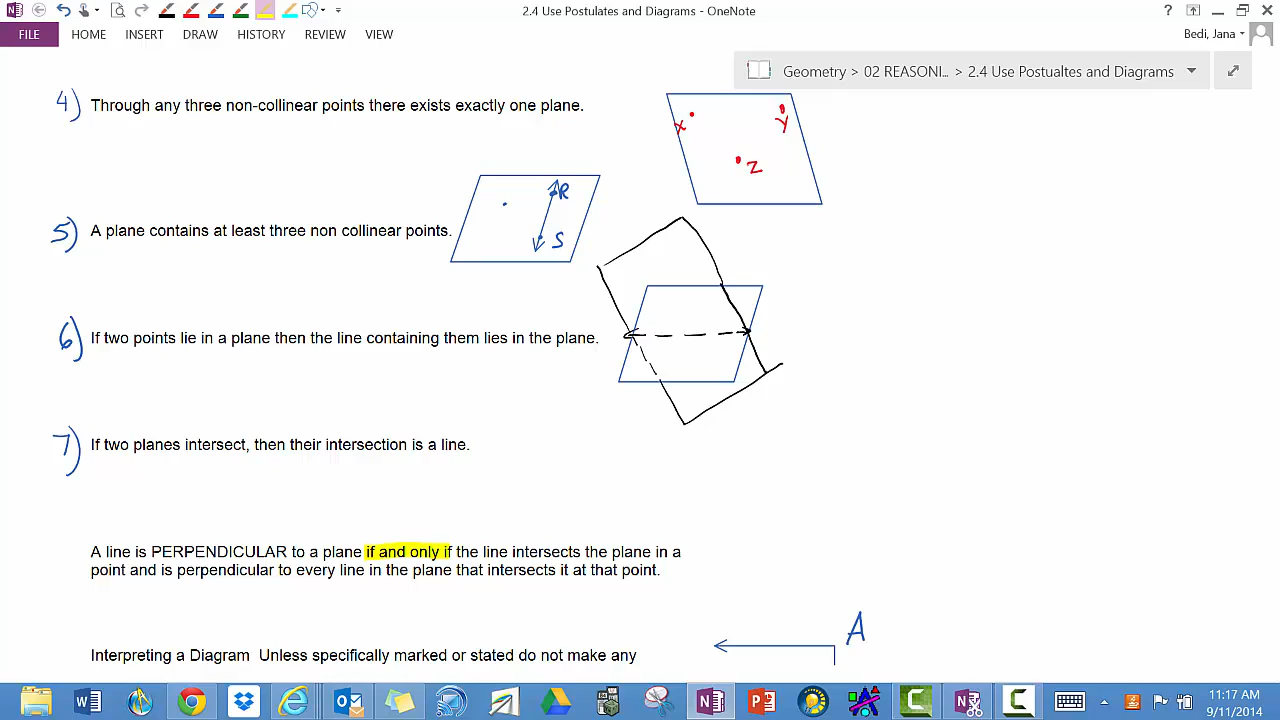 2.4 Use Postulates and Diagrams - OneNote
?
FILE HOME INSERT DRAW HISTORY REVIEW VIEW
Bedi, Jana
Geometry > 02 REASONI... > 2.4 Use Postualtes and Diagrams
4) Through any three non-collinear points there exists exactly one plane.
X
Y
Z
5) A plane contains at least three non collinear points.
R
S
6) If two points lie in a plane then the line containing them lies in the plane.
7) If two planes intersect, then their intersection is a line.
A line is PERPENDICULAR to a plane if and only if the line intersects the plane in a
point and is perpendicular to every line in the plane that intersects it at that point.
A
Interpreting a Diagram Unless specifically marked or stated do not make any
11:17 AM
9/11/2014